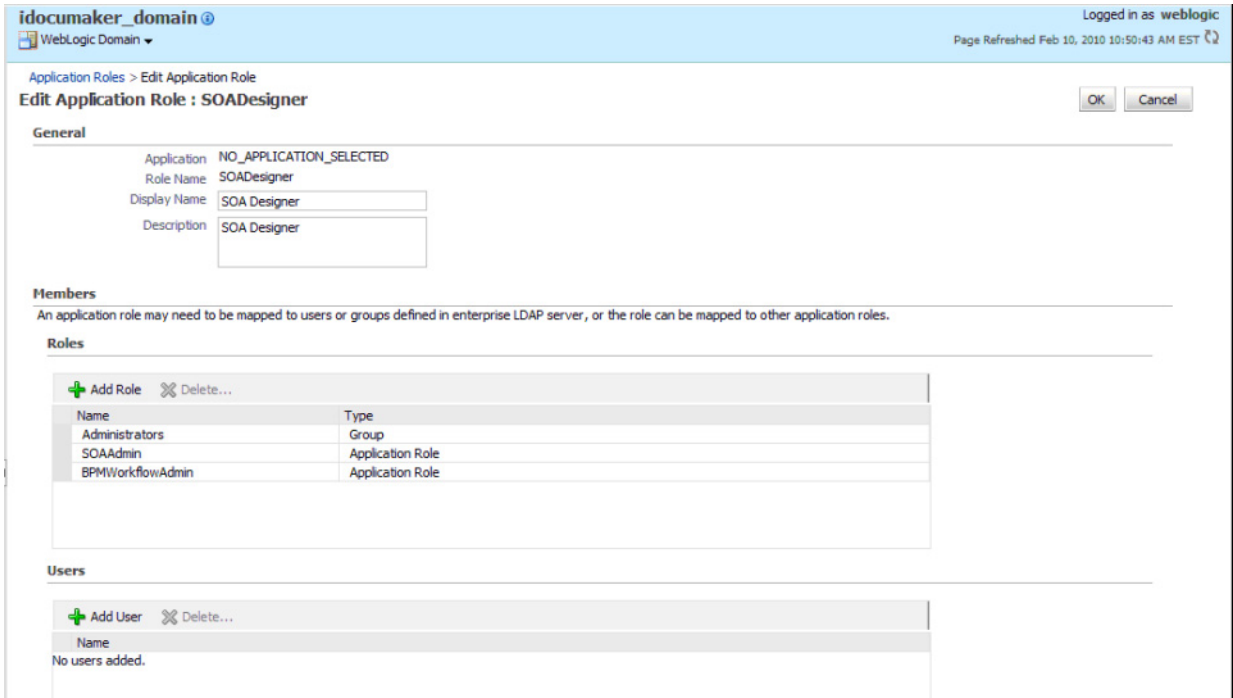 idocumaker_domain
Logged in as weblogic
WebLogic Domain
Page Refreshed Feb 10, 2010 10:50:43 AM EST
Application Roles > Edit Application Role
Edit Application Role : SOADesigner
OK Cancel
General
Application NO_APPLICATION_SELECTED
Role Name SOADesigner
Display Name SOA Designer
Description SOA Designer
Members
An application role may need to be mapped to users or groups defined in enterprise LDAP server, or the role can be mapped to other application roles.
Roles
Add Role Delete...
Name Type
Administrators Group
SOAAdmin Application Role
BPMWorkflowAdmin Application Role
Users
Add User Delete...
Name
No users added.